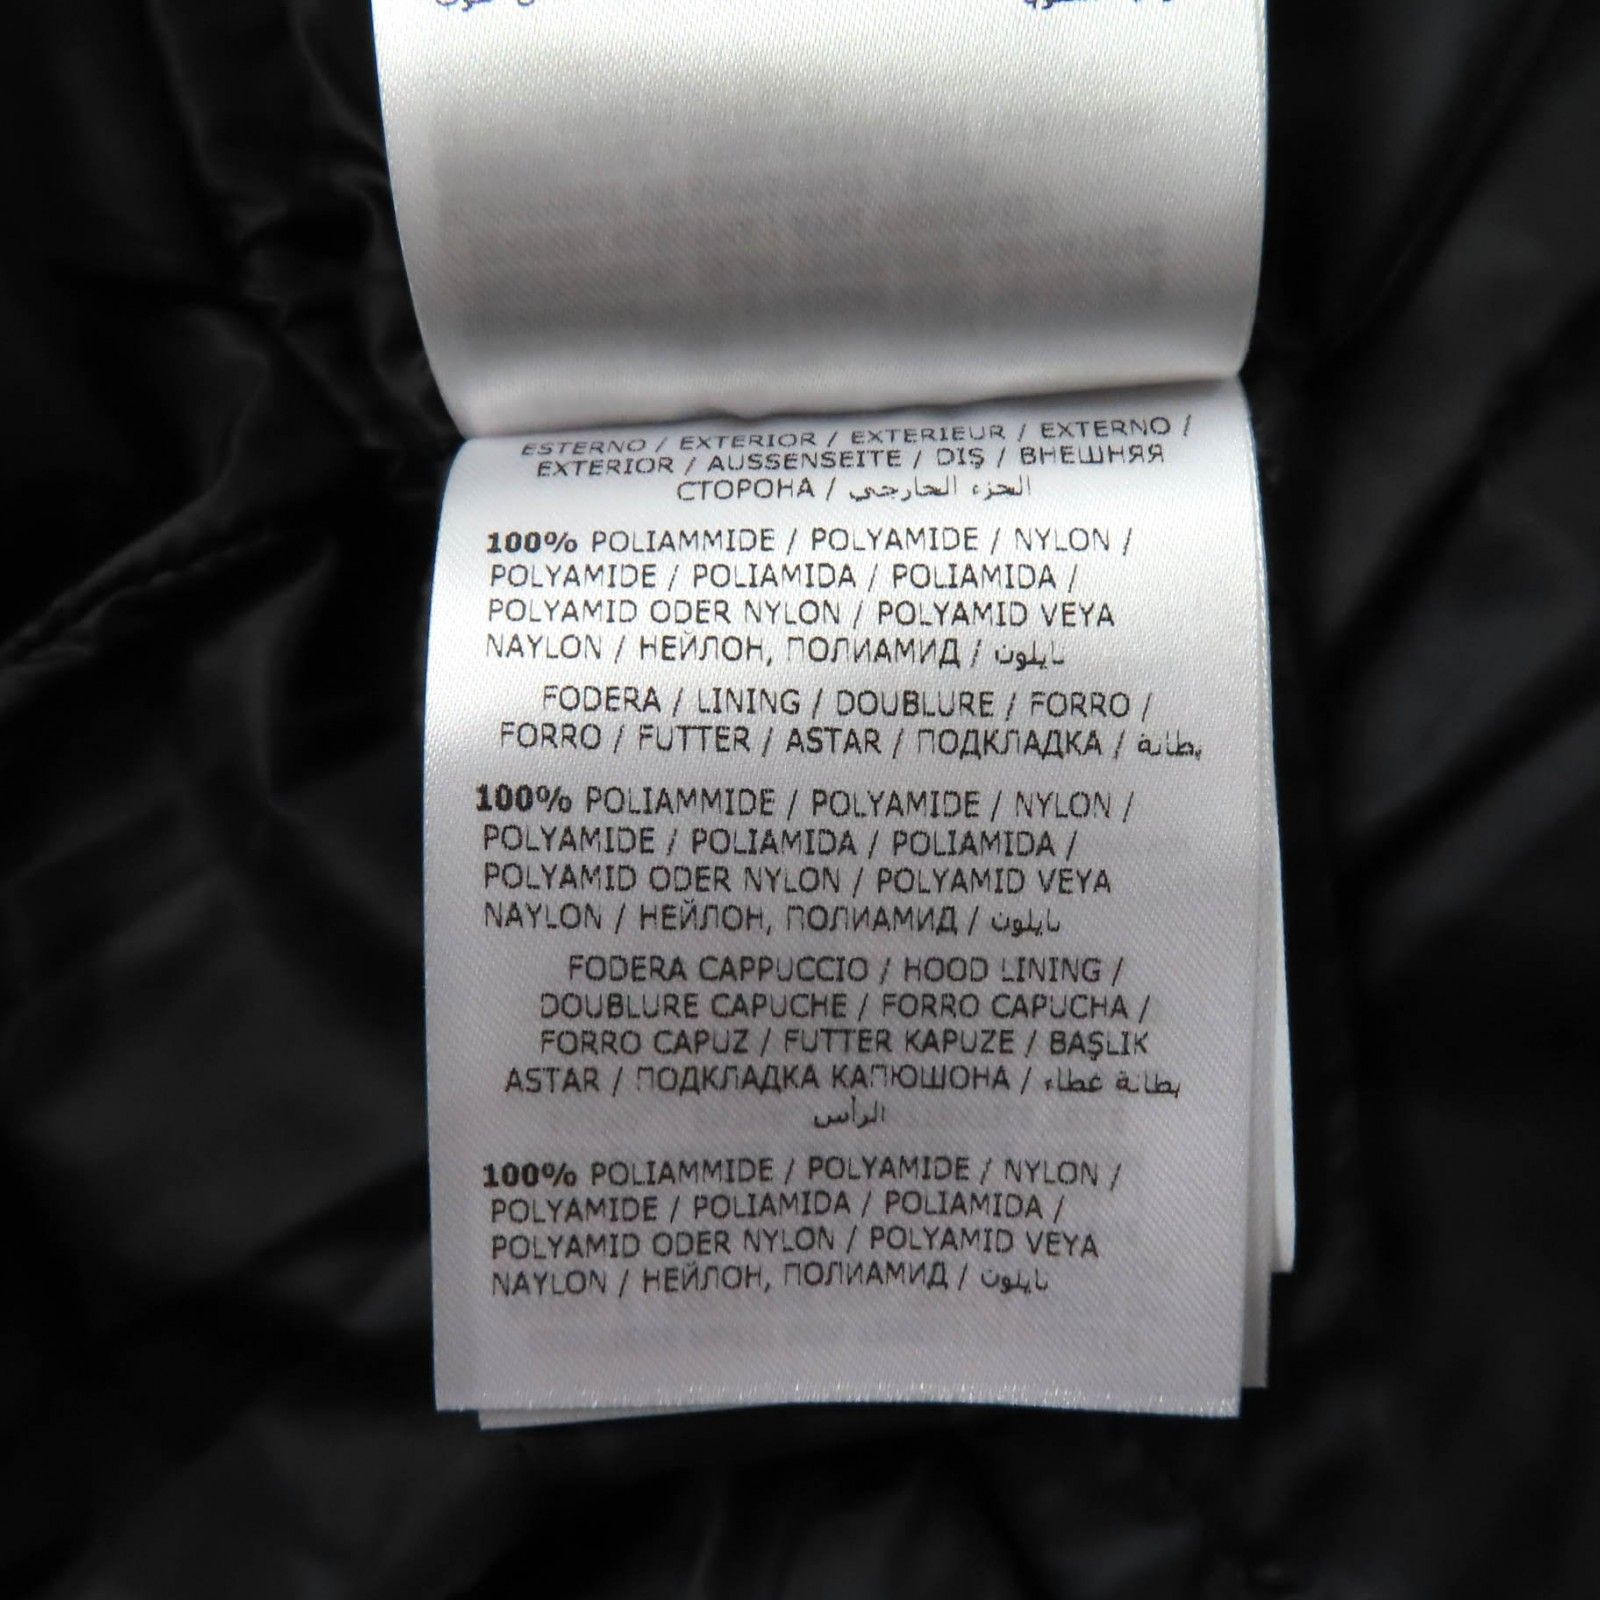 ESTERNO / EXTERIOR / EXTERIEUR / EXTERNO /
EXTERIOR / AUSSENSEITE / DIŞ / ВНЕШНЯЯ
СТОРОНА / الجزء الخارجي
100% POLIAMMIDE / POLYAMIDE / NYLON /
POLYAMIDE / POLIAMIDA / POLIAMIDA /
POLYAMID ODER NYLON / POLYAMID VEYA
NAYLON / НЕЙЛОН, ПОЛИАМИД / نايلون
FODERA / LINING / DOUBLURE / FORRO /
FORRO / FUTTER / ASTAR / ПОДКЛАДКА / بطانة
100% POLIAMMIDE / POLYAMIDE / NYLON /
POLYAMIDE / POLIAMIDA / POLIAMIDA /
POLYAMID ODER NYLON / POLYAMID VEYA
NAYLON / НЕЙЛОН, ПОЛИАМИД / نايلون
FODERA CAPPUCCIO / HOOD LINING /
DOUBLURE CAPUCHE / FORRO CAPUCHA /
FORRO CAPUZ / FUTTER KAPUZE / BAŞLIK
ASTAR / ПОДКЛАДКА КАПЮШОНА / بطانة غطاء
الرأس
100% POLIAMMIDE / POLYAMIDE / NYLON /
POLYAMIDE / POLIAMIDA / POLIAMIDA /
POLYAMID ODER NYLON / POLYAMID VEYA
NAYLON / НЕЙЛОН, ПОЛИАМИД / نايلون